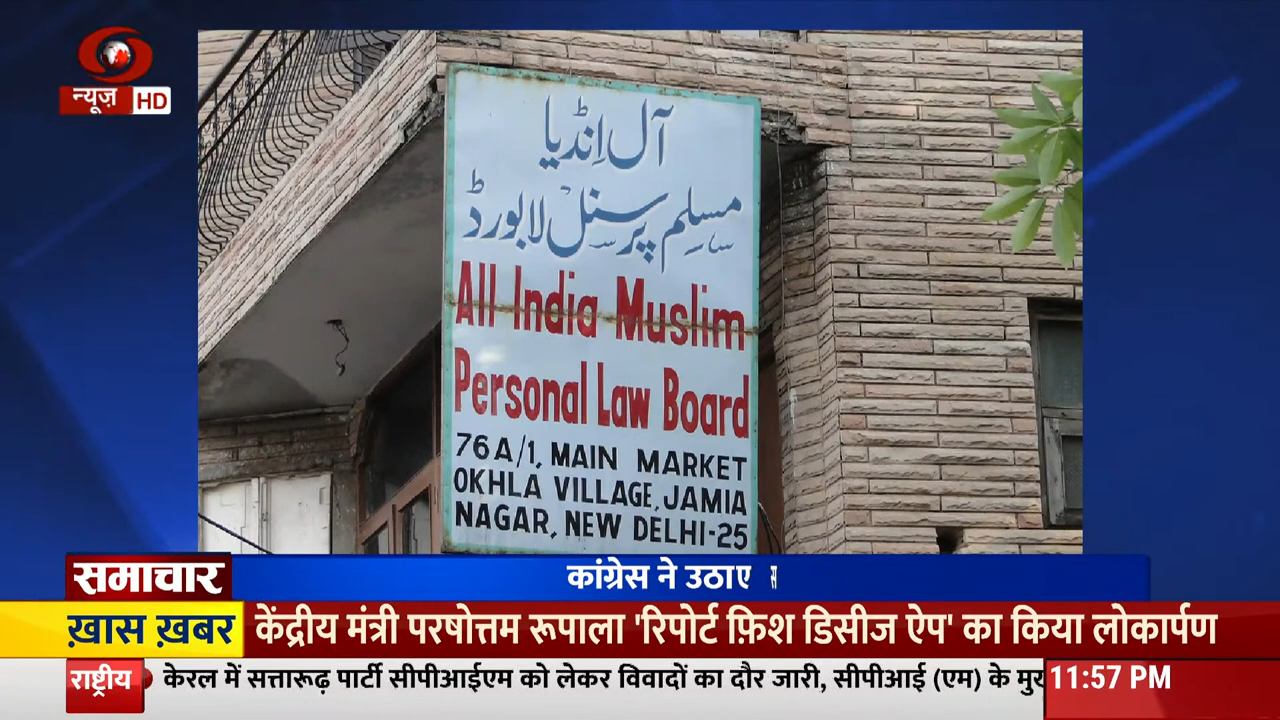 न्यूज़ HD
آل انڈیا
مسلم پرسنل لا بورڈ
All India Muslim
Personal Law Board
76A/1, MAIN MARKET
OKHLA VILLAGE, JAMIA
NAGAR, NEW DELHI-25
समाचार
कांग्रेस ने उठाए स
ख़ास ख़बर
केंद्रीय मंत्री परषोत्तम रूपाला 'रिपोर्ट फ़िश डिसीज ऐप' का किया लोकार्पण
राष्ट्रीय
केरल में सत्तारूढ़ पार्टी सीपीआईएम को लेकर विवादों का दौर जारी, सीपीआई (एम) के मुख
11:57 PM